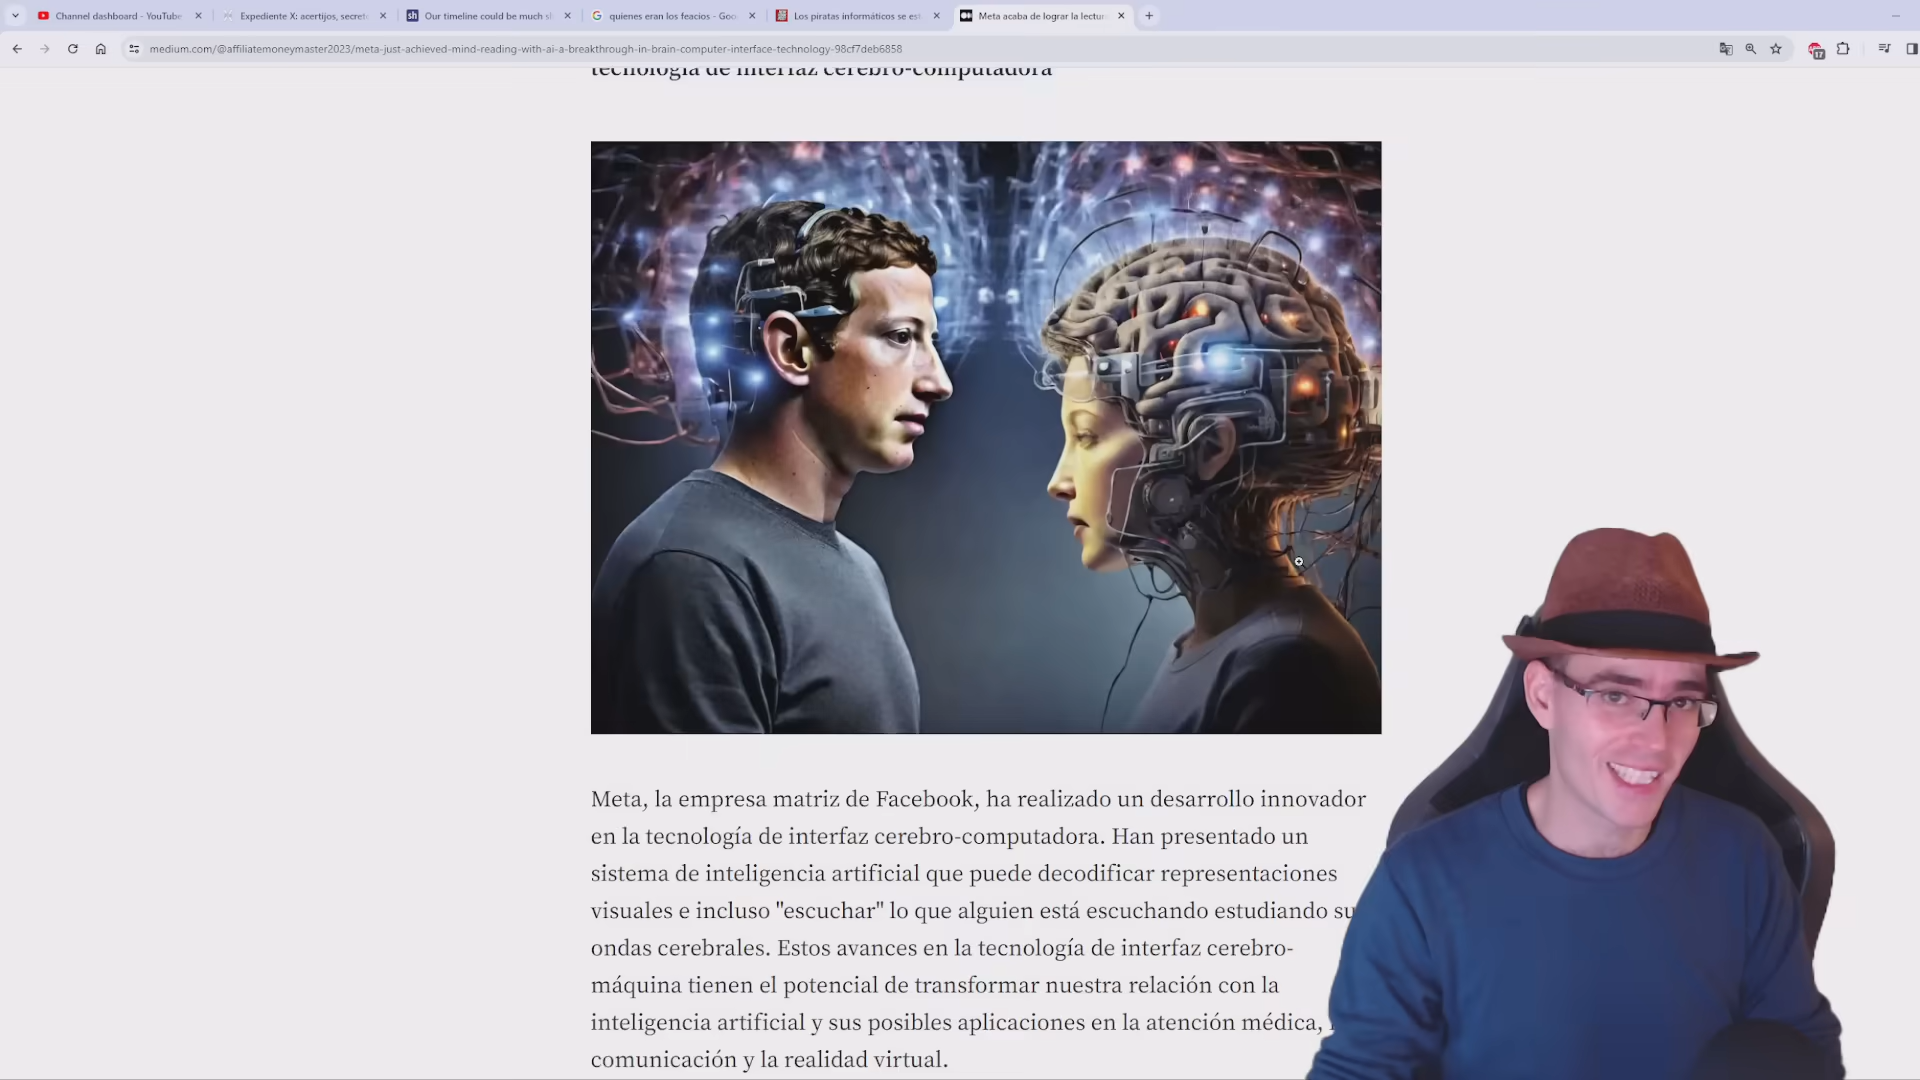 Channel dashboard - YouTube
Expediente X: acertijos, secret
Our timeline could be much s
quienes eran los feacios - Goo
Los piratas informáticos se est
Meta acaba de lograr la lectur
medium.com/@affiliatemoneymaster2023/meta-just-achieved-mind-reading-with-ai-a-breakthrough-in-brain-computer-interface-technology-98cf7deb6858
17
tecnología de interfaz cerebro-computadora
Meta, la empresa matriz de Facebook, ha realizado un desarrollo innovador
en la tecnología de interfaz cerebro-computadora. Han presentado un
sistema de inteligencia artificial que puede decodificar representaciones
visuales e incluso "escuchar" lo que alguien está escuchando estudiando su
ondas cerebrales. Estos avances en la tecnología de interfaz cerebro-
máquina tienen el potencial de transformar nuestra relación con la
inteligencia artificial y sus posibles aplicaciones en la atención médica,
comunicación y la realidad virtual.